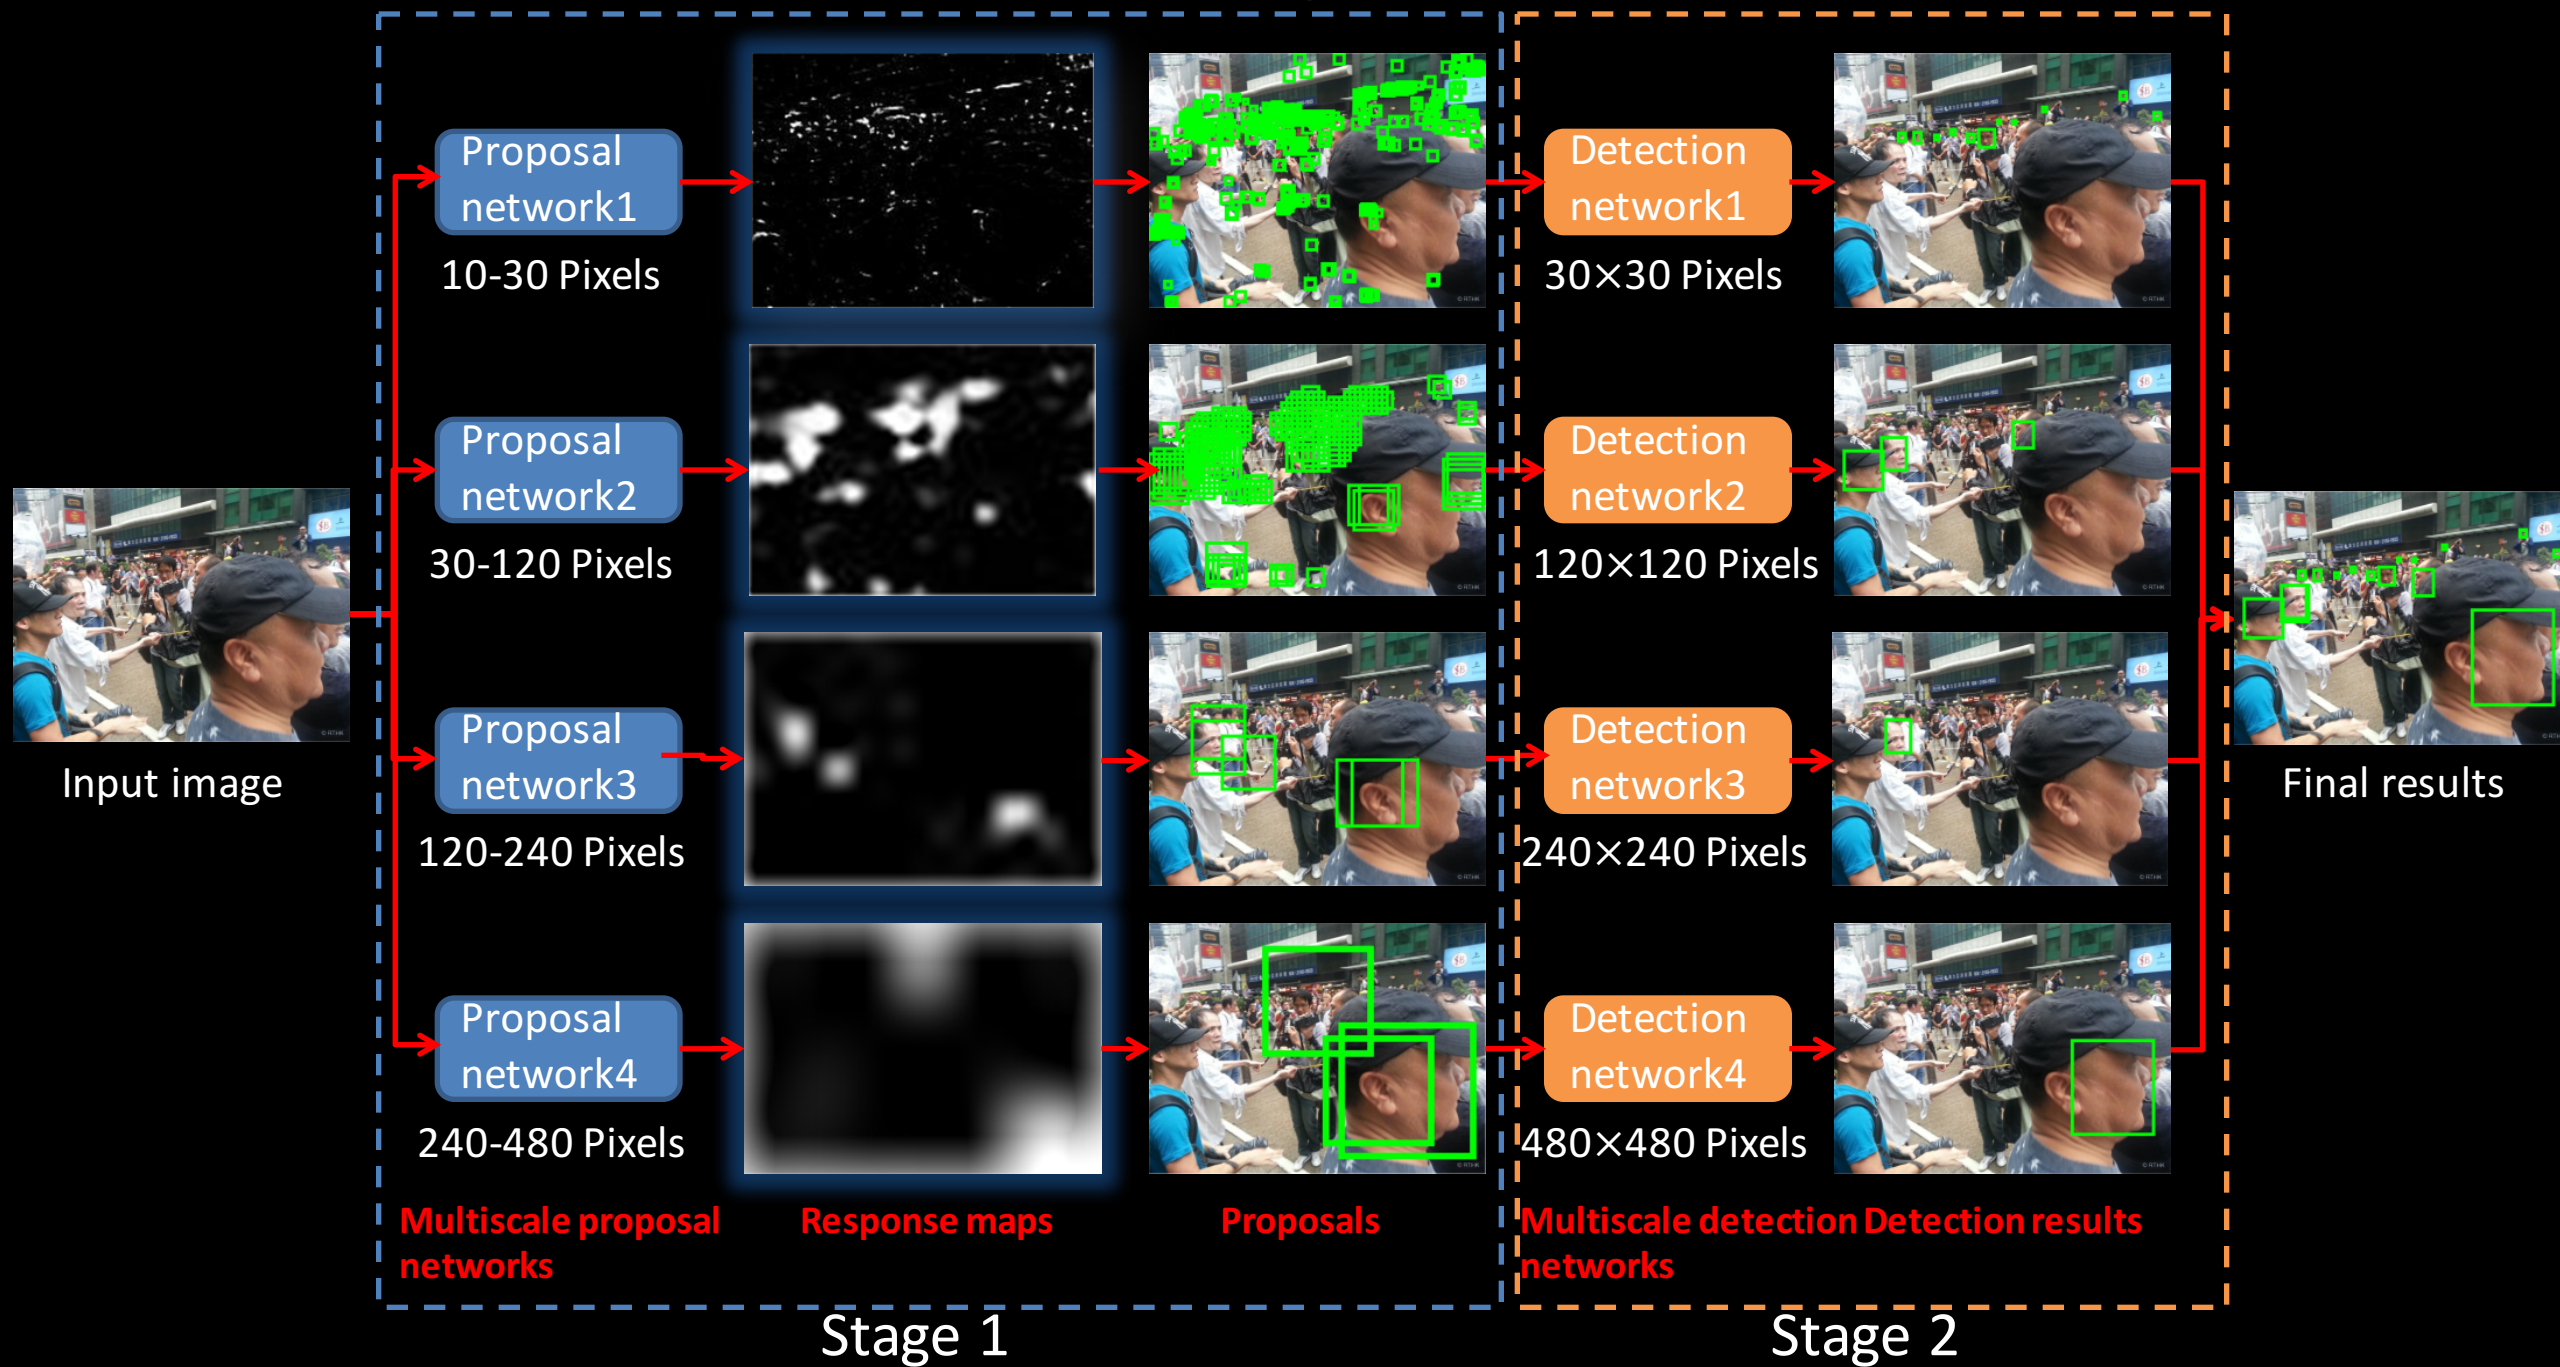 Proposal
network1
10-30 Pixels
Detection
network1
30×30 Pixels
Proposal
network2
30-120 Pixels
Detection
network2
120×120 Pixels
Input image
Proposal
network3
120-240 Pixels
Detection
network3
240×240 Pixels
Final results
Proposal
network4
240-480 Pixels
Detection
network4
480×480 Pixels
Multiscale proposal
networks
Response maps
Proposals
Multiscale detection
networks
Detection results
Stage 1
Stage 2